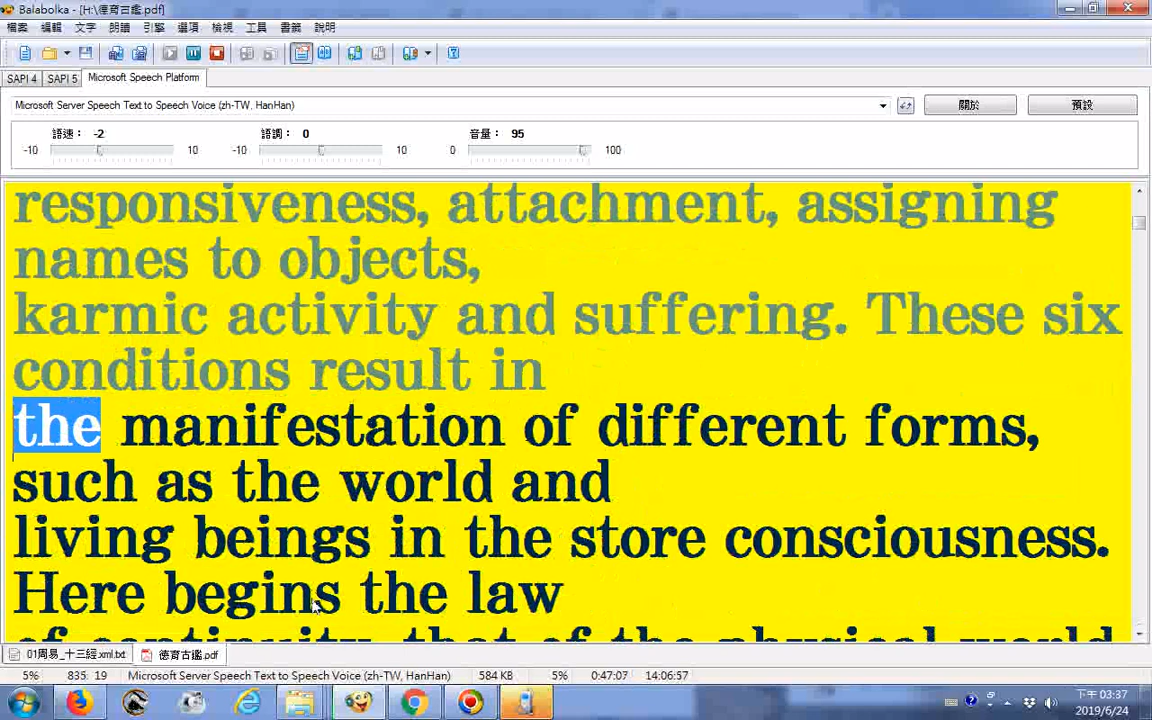 Balabolka - [H:\德育古鑑.pdf]
檔案 編輯 文字 朗讀 引擎 選項 檢視 工具 書籤 說明
SAPI 4 SAPI 5 Microsoft Speech Platform
Microsoft Server Speech Text to Speech Voice (zh-TW, HanHan) 關於 預設
語速： -2 語調： 0 音量： 95
-10 10 -10 10 0 100
responsiveness, attachment, assigning
names to objects,
karmic activity and suffering. These six
conditions result in
the manifestation of different forms,
such as the world and
living beings in the store consciousness.
Here begins the law
of continuity, that of the physical world
01周易_十三經.xml.txt 德育古鑑.pdf
5% 835: 19 Microsoft Server Speech Text to Speech Voice (zh-TW, HanHan) 584 KB 5% 0:47:07 14:06:57
下午 03:37
2019/6/24